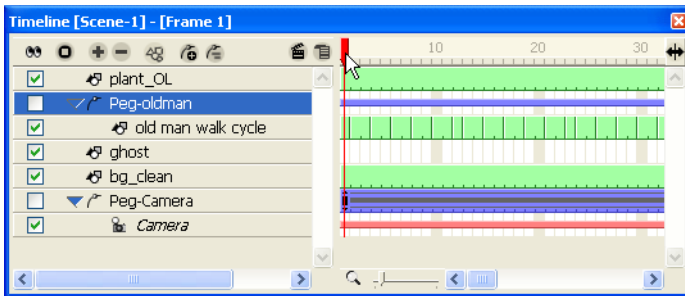 Timeline [Scene-1] - [Frame 1]
10 20 30
plant_OL
Peg-oldman
old man walk cycle
ghost
bg_clean
Peg-Camera
Camera